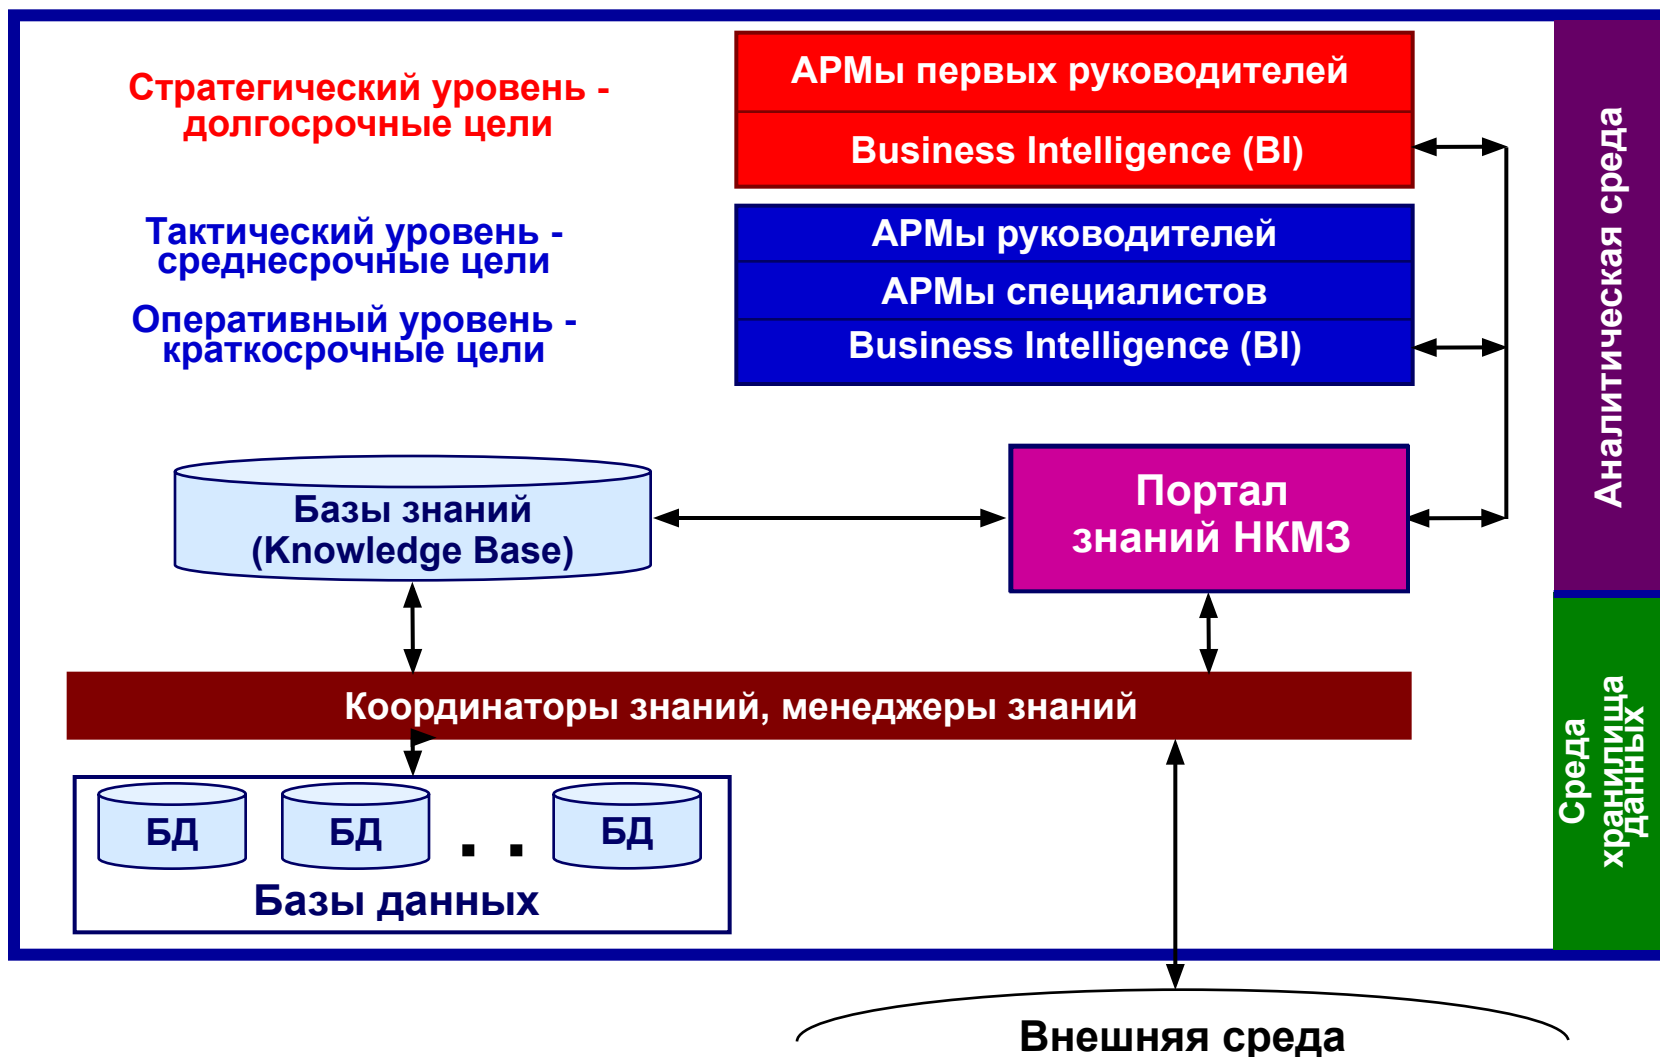 Стратегический уровень -
долгосрочные цели
АРМы первых руководителей
Business Intelligence (BI)
Тактический уровень -
среднесрочные цели
Оперативный уровень -
краткосрочные цели
АРМы руководителей
АРМы специалистов
Business Intelligence (BI)
Аналитическая среда
Базы знаний
(Knowledge Base)
Портал
знаний НКМЗ
Координаторы знаний, менеджеры знаний
Среда
хранилища
данных
БД
БД
. .
БД
Базы данных
Внешняя среда